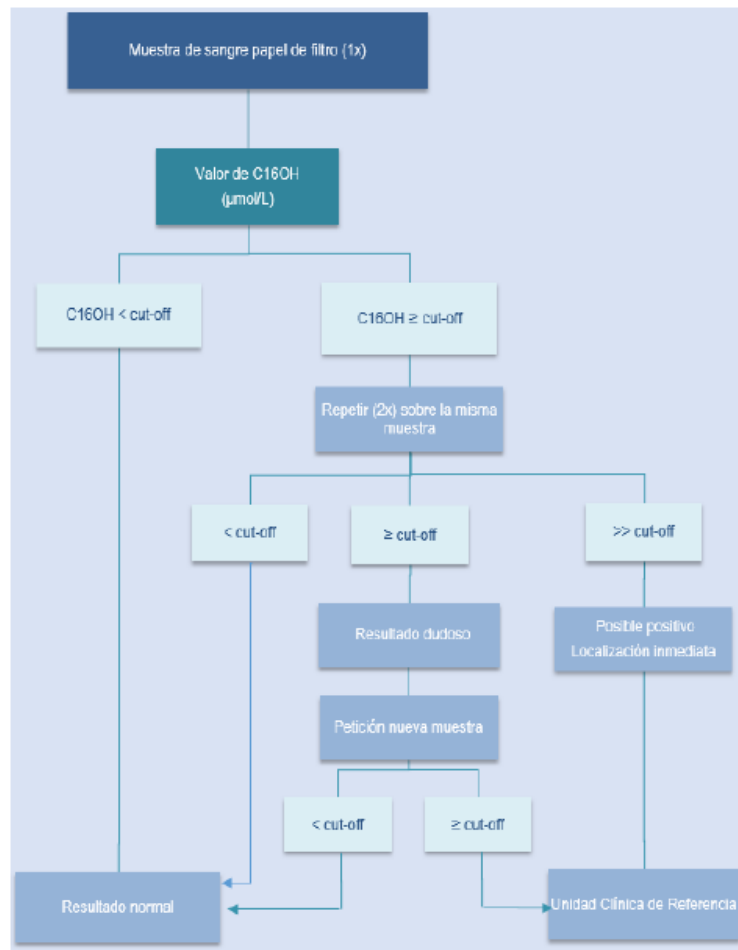 Muestra de sangre papel de filtro (1x)
Valor de C16OH
(µmol/L)
C16OH < cut-off
C16OH ≥ cut-off
Repetir (2x) sobre la misma
muestra
< cut-off
≥ cut-off
>> cut-off
Resultado dudoso
Posible positivo
Localización inmediata
Petición nueva muestra
< cut-off
≥ cut-off
Resultado normal
Unidad Clínica de Referencia